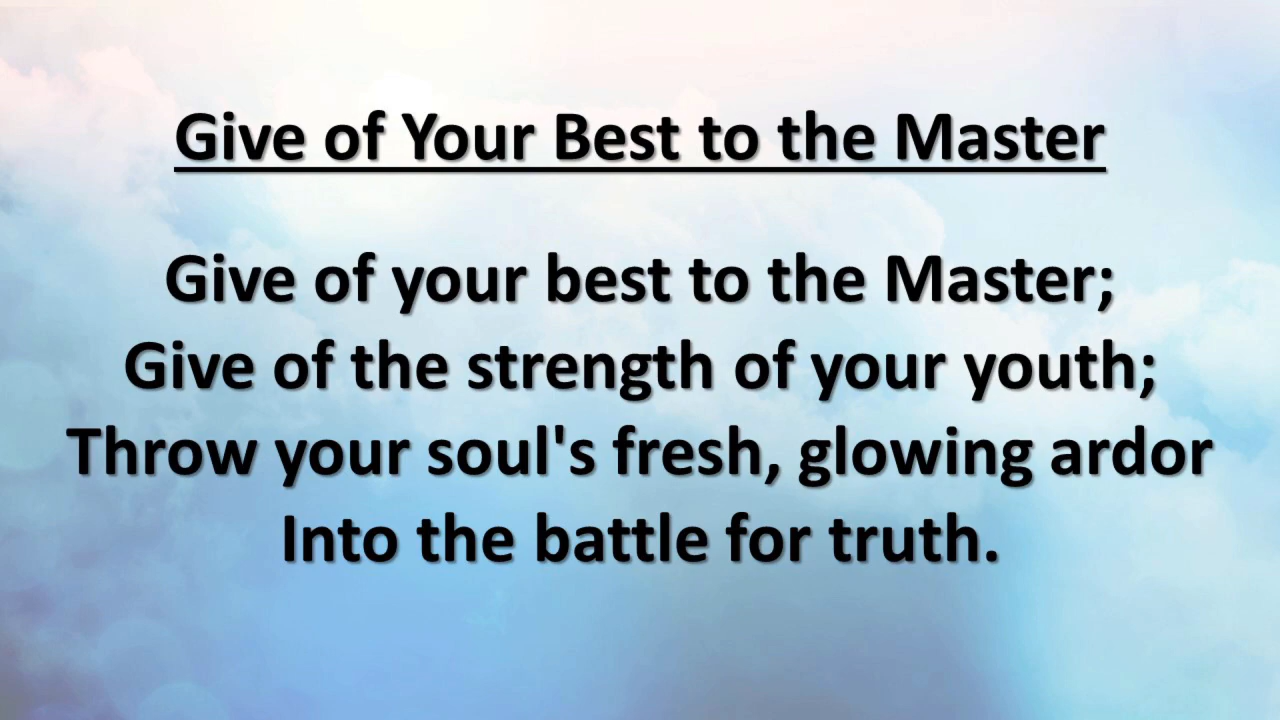 Give of Your Best to the Master
Give of your best to the Master;
Give of the strength of your youth;
Throw your soul's fresh, glowing ardor
Into the battle for truth.